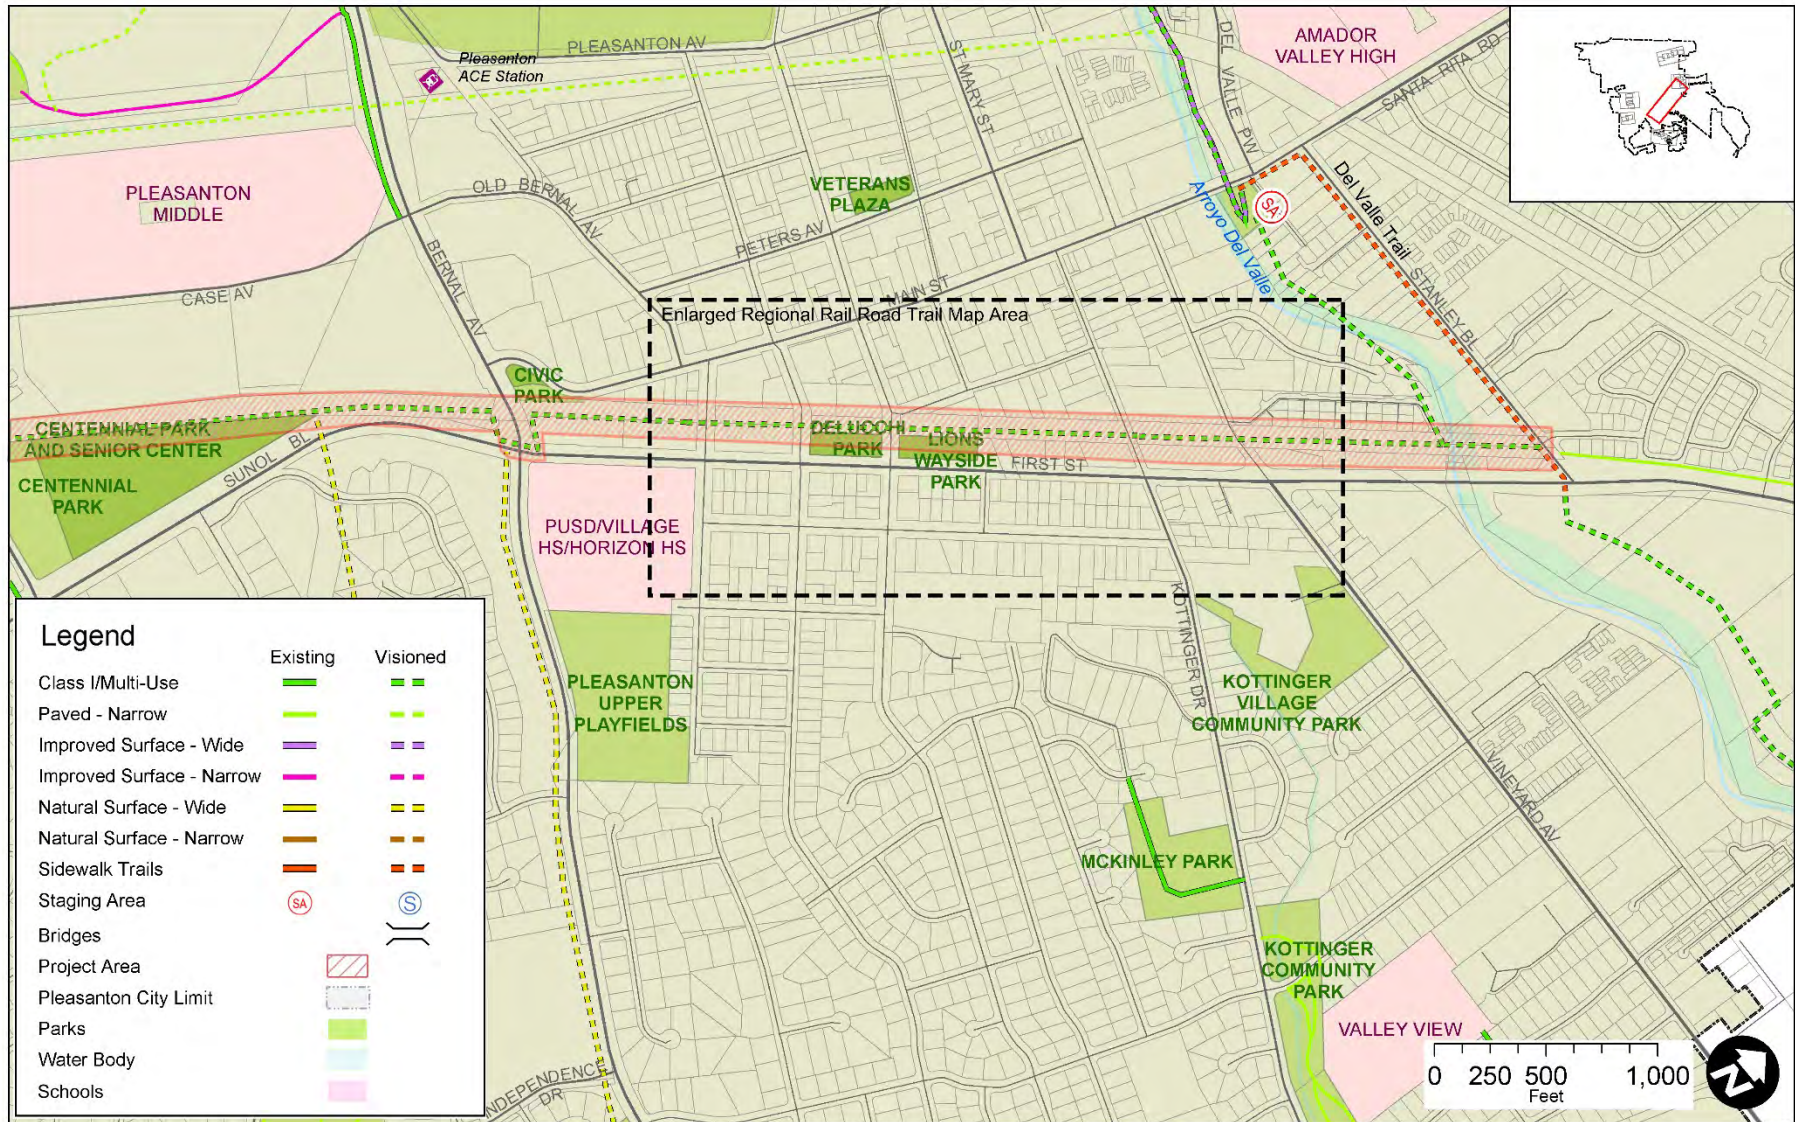 PLEASANTON AV
Pleasanton
ACE Station
ST MARY ST
DEL VALLE PW
AMADOR
VALLEY HIGH
SANTA RITA RD
PLEASANTON
MIDDLE
OLD BERNAL AV
VETERANS
PLAZA
PETERS AV
Arroyo Del Valle
SA
Del Valle Trail
STANLEY BL
BERNAL AV
CASE AV
MAIN ST
Enlarged Regional Rail Road Trail Map Area
CIVIC
PARK
CENTENNIAL PARK
AND SENIOR CENTER
SUNOL BL
DELUCCHI
PARK
LIONS
WAYSIDE
PARK
FIRST ST
CENTENNIAL
PARK
PUSD/VILLAGE
HS/HORIZON HS
KOTTINGER DR
PLEASANTON
UPPER
PLAYFIELDS
KOTTINGER
VILLAGE
COMMUNITY PARK
VINEYARD AV
MCKINLEY PARK
KOTTINGER
COMMUNITY
PARK
VALLEY VIEW
INDEPENDENCE
DR
Legend
Existing Visioned
Class I/Multi-Use
Paved - Narrow
Improved Surface - Wide
Improved Surface - Narrow
Natural Surface - Wide
Natural Surface - Narrow
Sidewalk Trails
Staging Area SA S
Bridges
Project Area
Pleasanton City Limit
Parks
Water Body
Schools
0 250 500 1,000
Feet
N